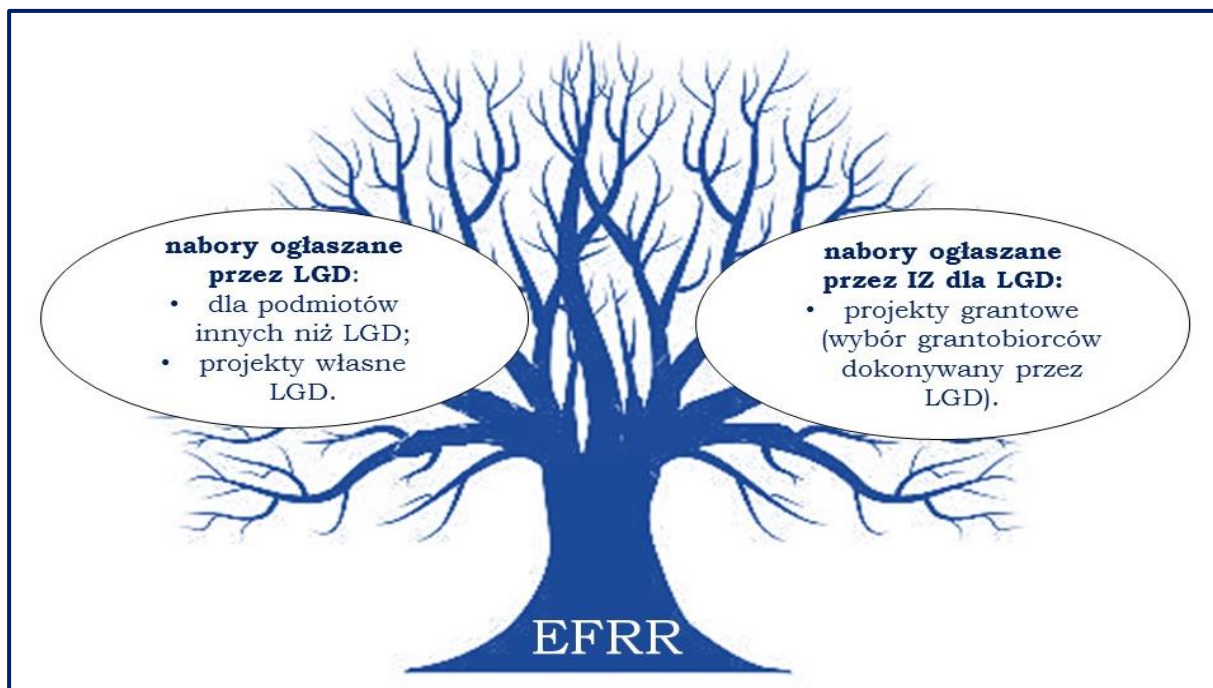 nabory ogłaszane
przez LGD:
• dla podmiotów
innych niż LGD;
• projekty własne
LGD.
nabory ogłaszane
przez IZ dla LGD:
• projekty grantowe
(wybór grantobiorców
dokonywany przez
LGD).
EFRR